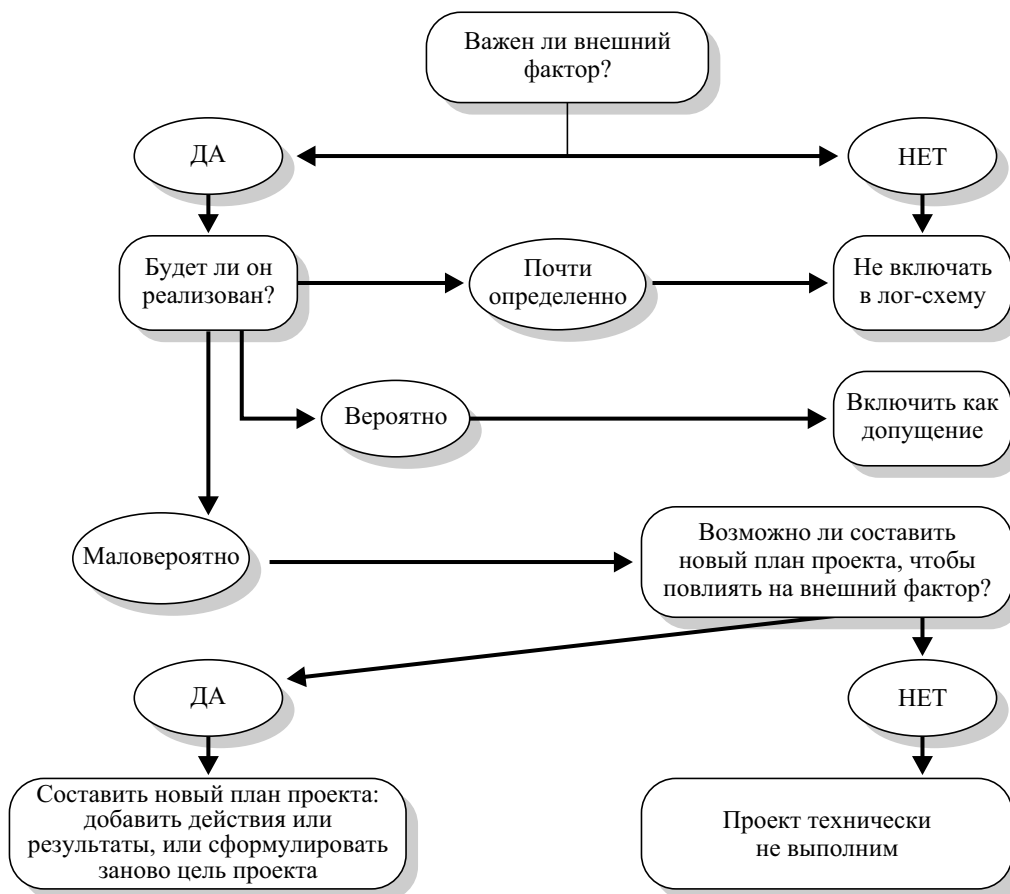 Важен ли внешний
фактор?
ДА
НЕТ
Будет ли он
реализован?
Почти
определенно
Не включать
в лог-схему
Вероятно
Включить как
допущение
Маловероятно
Возможно ли составить
новый план проекта, чтобы
повлиять на внешний фактор?
ДА
НЕТ
Составить новый план проекта:
добавить действия или
результаты, или сформулировать
заново цель проекта
Проект технически
не выполним